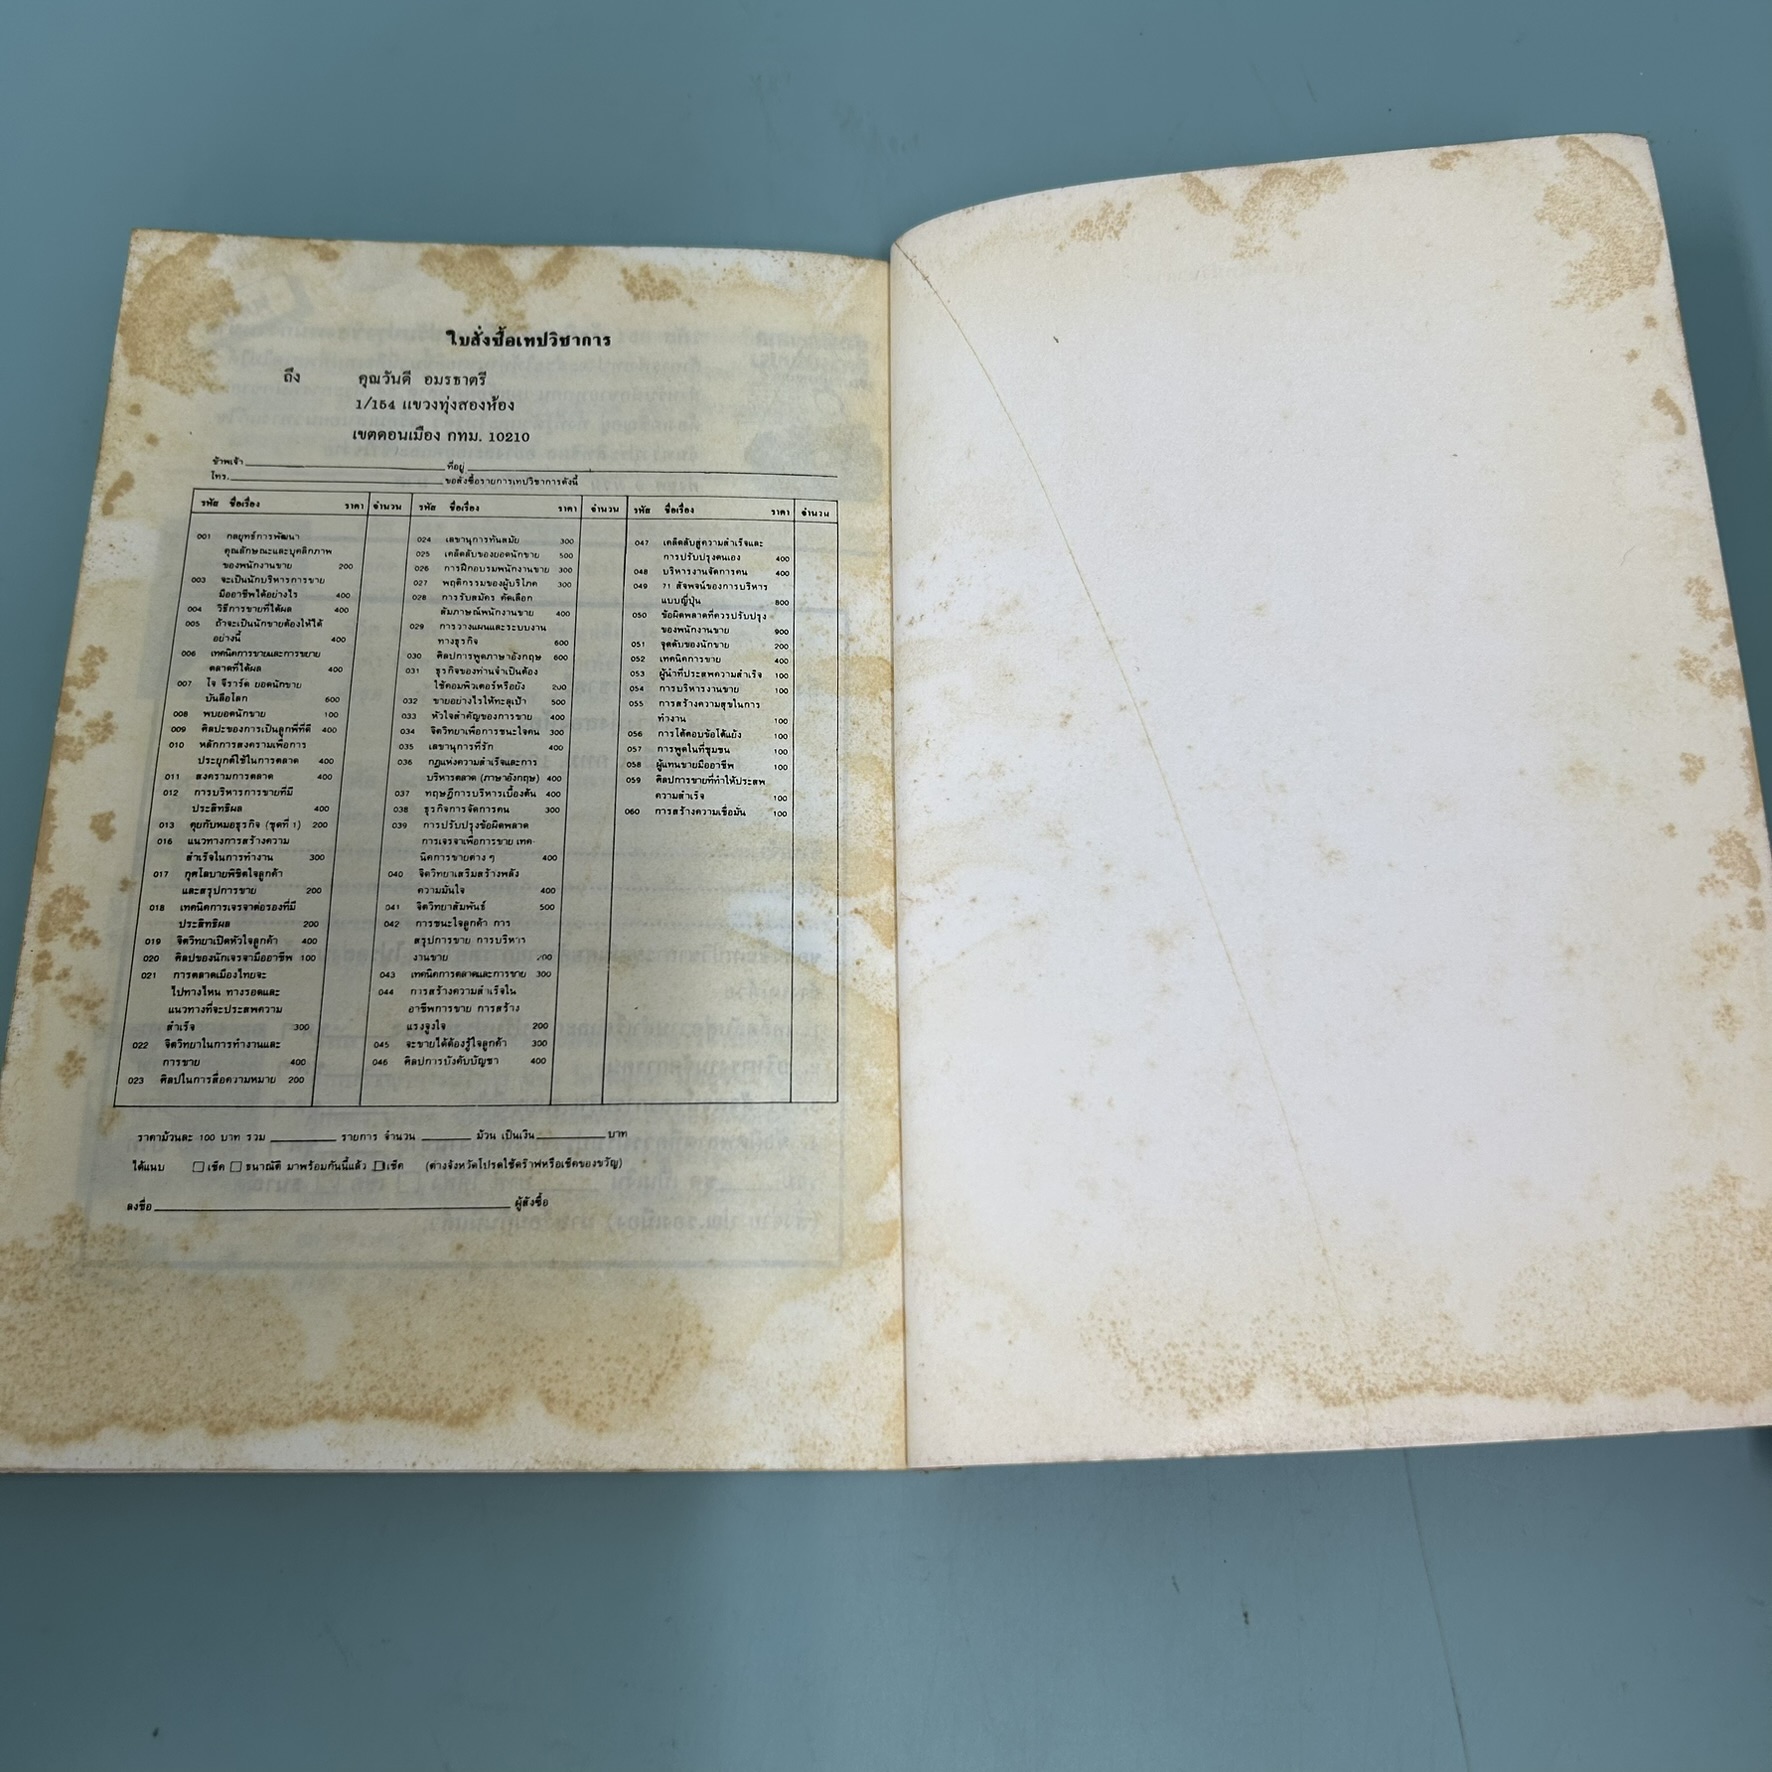 ใบสั่งซื้อเทปวิชาการ
ถึง คุณวันดี อมรธาตรี
1/154 แขวงทุ่งสองห้อง
เขตดอนเมือง กทม. 10210
ข้าพเจ้า ที่อยู่
โทร. ขอสั่งซื้อรายการเทปวิชาการดังนี้
รหัส ชื่อเรื่อง ราคา จำนวน รหัส ชื่อเรื่อง ราคา จำนวน รหัส ชื่อเรื่อง ราคา จำนวน
001 กลยุทธ์การพัฒนา
คุณลักษณะและบุคลิกภาพ
ของพนักงานขาย 200
003 จะเป็นนักบริหารการขาย
มืออาชีพได้อย่างไร 400
004 วิธีการขายที่ได้ผล 400
005 ถ้าจะเป็นนักขายต้องให้ได้
อย่างนี้ 400
006 เทคนิคการขายและการขยาย
ตลาดที่ได้ผล 400
007 โจ จีราร์ด ยอดนักขาย
บันลือโลก 600
008 พบยอดนักขาย 100
009 ศิลปะของการเป็นลูกพี่ที่ดี 400
010 หลักการสงครามเพื่อการ
ประยุกต์ใช้ในการตลาด 400
011 สงครามการตลาด 400
012 การบริหารการขายที่มี
ประสิทธิผล 400
013 คุยกับหมอธุรกิจ (ชุดที่ 1) 200
016 แนวทางการสร้างความ
สำเร็จในการทำงาน 300
017 กุศโลบายพิชิตใจลูกค้า
และสรุปการขาย 200
018 เทคนิคการเจรจาต่อรองที่มี
ประสิทธิผล 200
019 จิตวิทยาเปิดหัวใจลูกค้า 400
020 ศิลปของนักเจรจามืออาชีพ 100
021 การตลาดเมืองไทยจะ
ไปทางไหน ทางรอดและ
แนวทางที่จะประสพความ
สำเร็จ 300
022 จิตวิทยาในการทำงานและ
การขาย 400
023 ศิลปในการสื่อความหมาย 200
024 เลขานุการทันสมัย 300
025 เคล็ดลับของยอดนักขาย 500
026 การฝึกอบรมพนักงานขาย 300
027 พฤติกรรมของผู้บริโภค 300
028 การรับสมัคร คัดเลือก
สัมภาษณ์พนักงานขาย 400
029 การวางแผนและระบบงาน
ทางธุรกิจ 600
030 ศิลปการพูดภาษาอังกฤษ 600
031 ธุรกิจของท่านจำเป็นต้อง
ใช้คอมพิวเตอร์หรือยัง 200
032 ขายอย่างไรให้ทะลุเป้า 500
033 หัวใจสำคัญของการขาย 400
034 จิตวิทยาเพื่อการชนะใจคน 300
035 เลขานุการที่รัก 400
036 กฎแห่งความสำเร็จและการ
บริหารตลาด (ภาษาอังกฤษ) 400
037 ทฤษฎีการบริหารเบื้องต้น 400
038 ธุรกิจการจัดการคน 300
039 การปรับปรุงข้อผิดพลาด
การเจรจาเพื่อการขาย เทค-
นิคการขายต่าง ๆ 400
040 จิตวิทยาเสริมสร้างพลัง
ความมั่นใจ 400
041 จิตวิทยาสัมพันธ์ 500
042 การชนะใจลูกค้า การ
สรุปการขาย การบริหาร
งานขาย
043 เทคนิคการตลาดและการขาย 300
044 การสร้างความสำเร็จใน
อาชีพการขาย การสร้าง
แรงจูงใจ 200
045 จะขายได้ต้องรู้ใจลูกค้า 300
046 ศิลปการบังคับบัญชา 400
047 เคล็ดลับสู่ความสำเร็จและ
การปรับปรุงตนเอง 400
048 บริหารงานจัดการคน 400
049 71 สัจพจน์ของการบริหาร
แบบญี่ปุ่น 800
050 ข้อผิดพลาดที่ควรปรับปรุง
ของพนักงานขาย 900
051 จุดดับของนักขาย 200
052 เทคนิคการขาย 400
053 ผู้นำที่ประสพความสำเร็จ 100
054 การบริหารงานขาย 100
055 การสร้างความสุขในการ
ทำงาน 100
056 การโต้ตอบข้อโต้แย้ง 100
057 การพูดในที่ชุมชน 100
058 ผู้แทนขายมืออาชีพ 100
059 ศิลปการขายที่ทำให้ประสพ
ความสำเร็จ 100
060 การสร้างความเชื่อมั่น 100
ราคาม้วนละ 100 บาท รวม รายการ จำนวน ม้วน เป็นเงิน บาท
ได้แนบ เช็ค ธนาณัติ มาพร้อมกันนี้แล้ว เช็ค (ต่างจังหวัดโปรดใช้ดร๊าฟหรือเช็คของขวัญ)
ลงชื่อ ผู้สั่งซื้อ